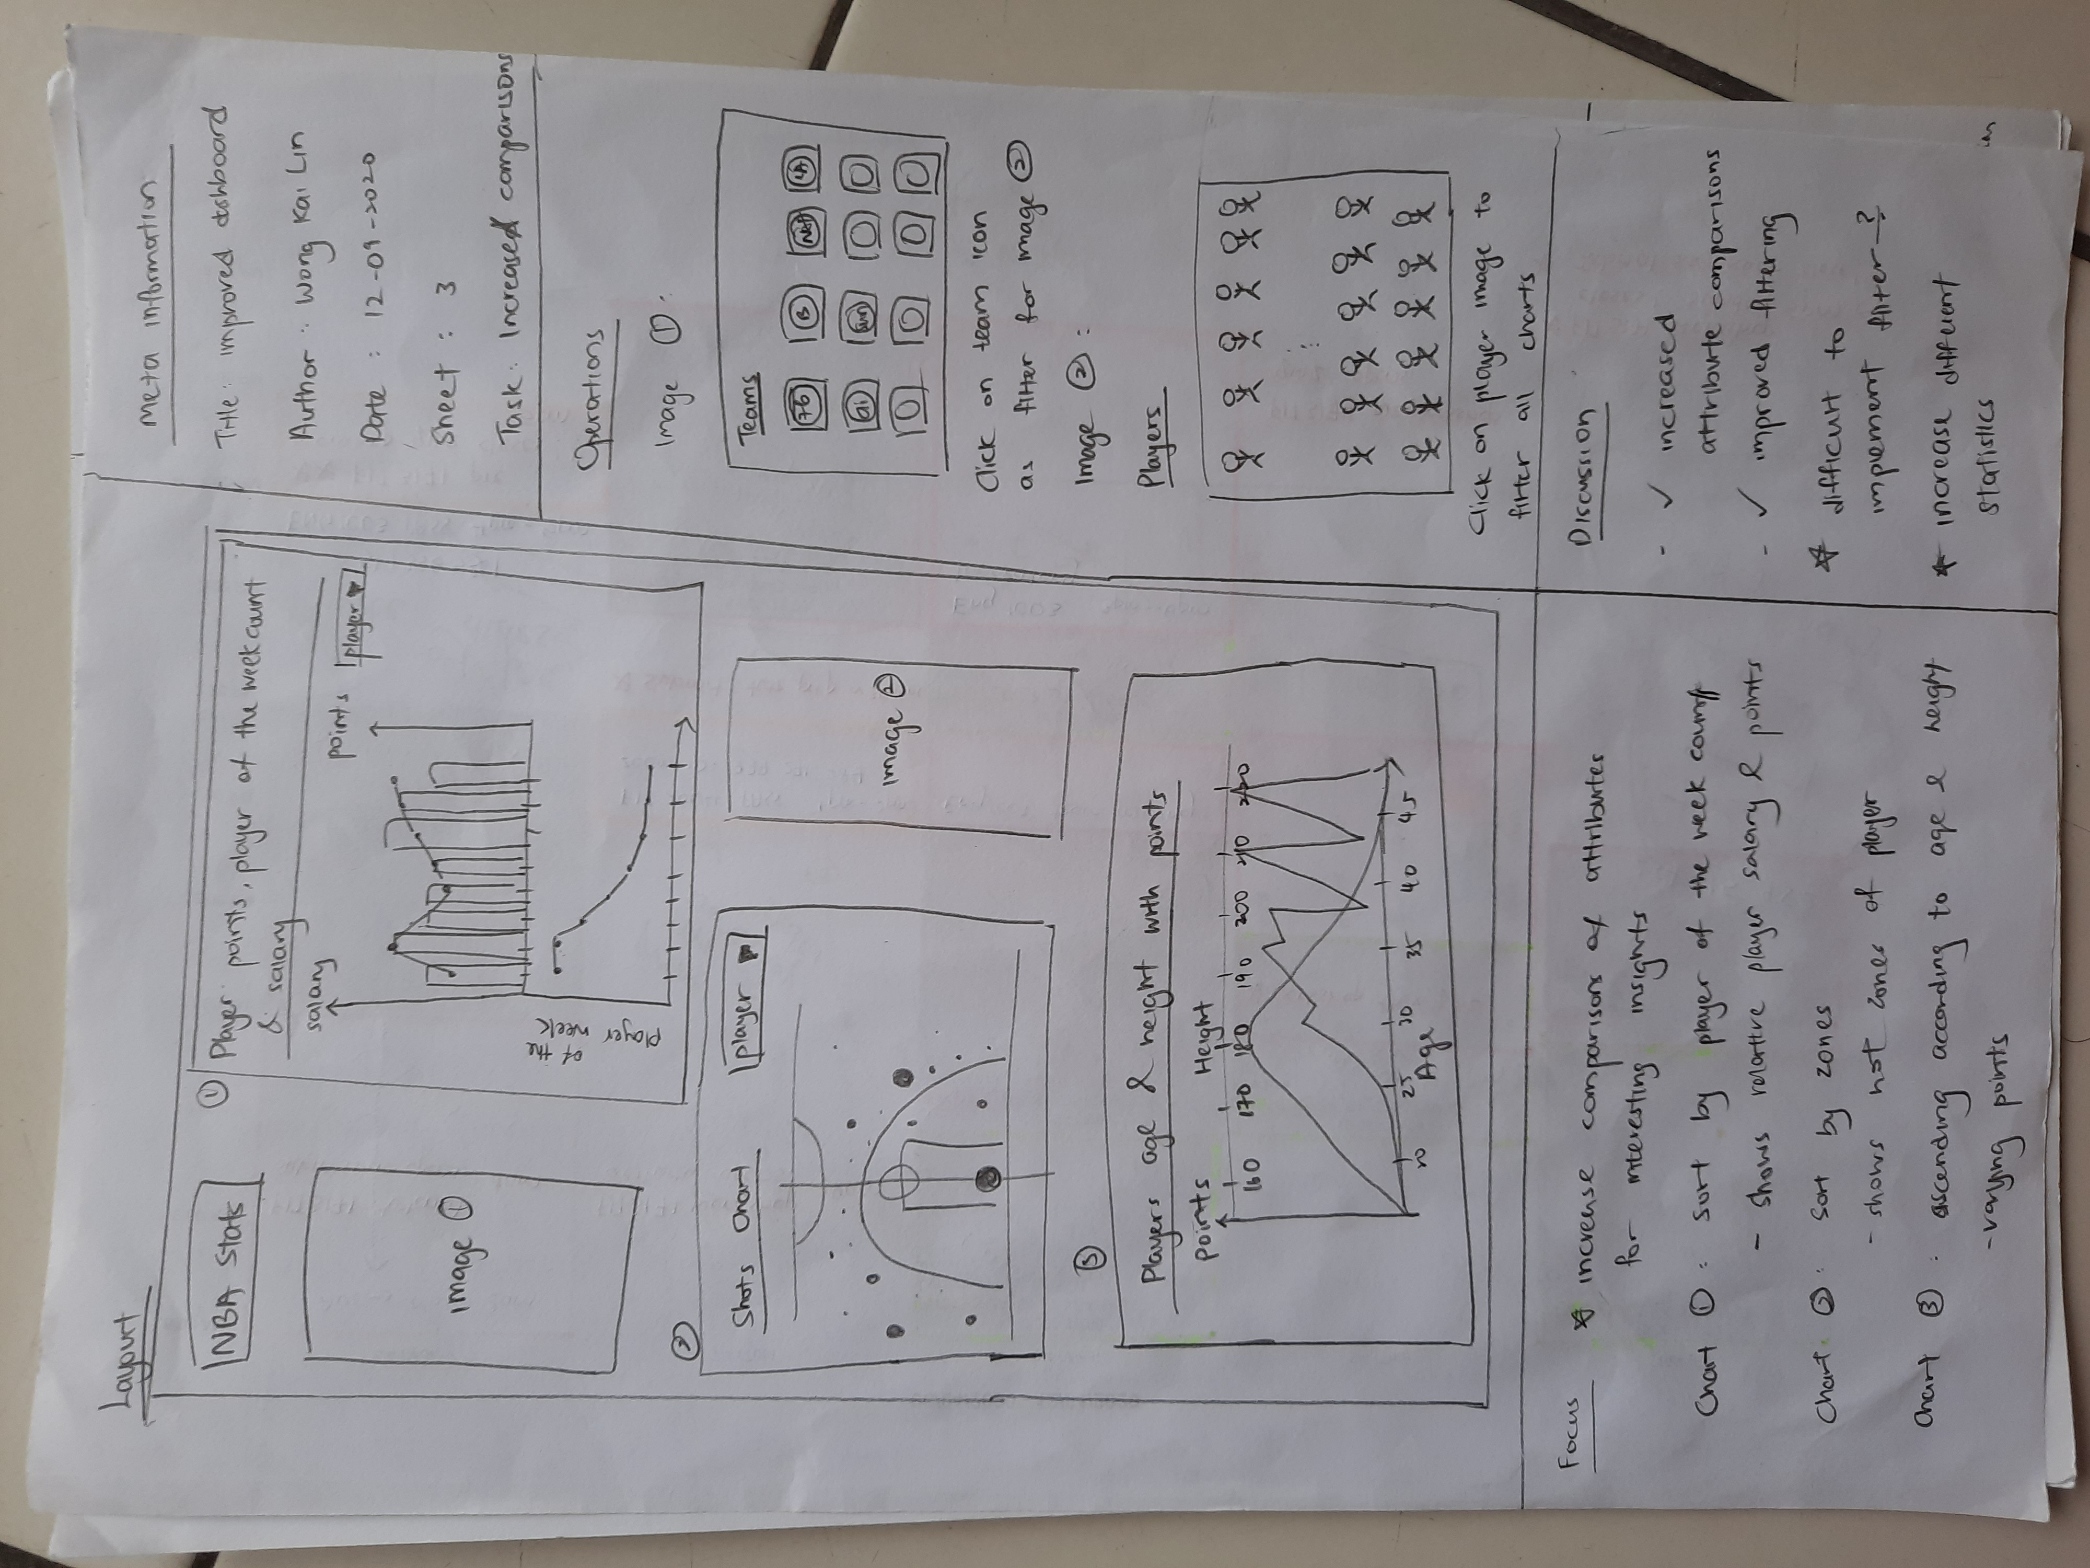 Layout
NBA Stats
Image ①
①
Player points, player of the week count
& salary
salary
points
player ▼
player of the week
②
Shots Chart
player ▼
Image ②
③
Players age & height with points
points
Height
160 170 180 190 200 210 220
20 25 30 35 40 45
Age
Meta information
Title: improved dshboard
Author: Wong Kai Lin
Date: 12-09-2020
Sheet: 3
Task: Increased comparisons
Operations
Image ①:
Teams
76 B NBA LA
Click on team icon
as filter for image ②
Image ②:
Players
Click on player image to
filter all charts
Focus
* increase comparisons of attributes
for interesting insights
Chart ①: sort by player of the week count
- shows relative player salary & points
Chart ②: sort by zones
- shows hot zones of player
Chart ③: ascending according to age & height
- varying points
Discussion
- ✓ increased
attribute comparisons
- ✓ improved filtering
* difficult to
implement filter-?
* increase different
statistics